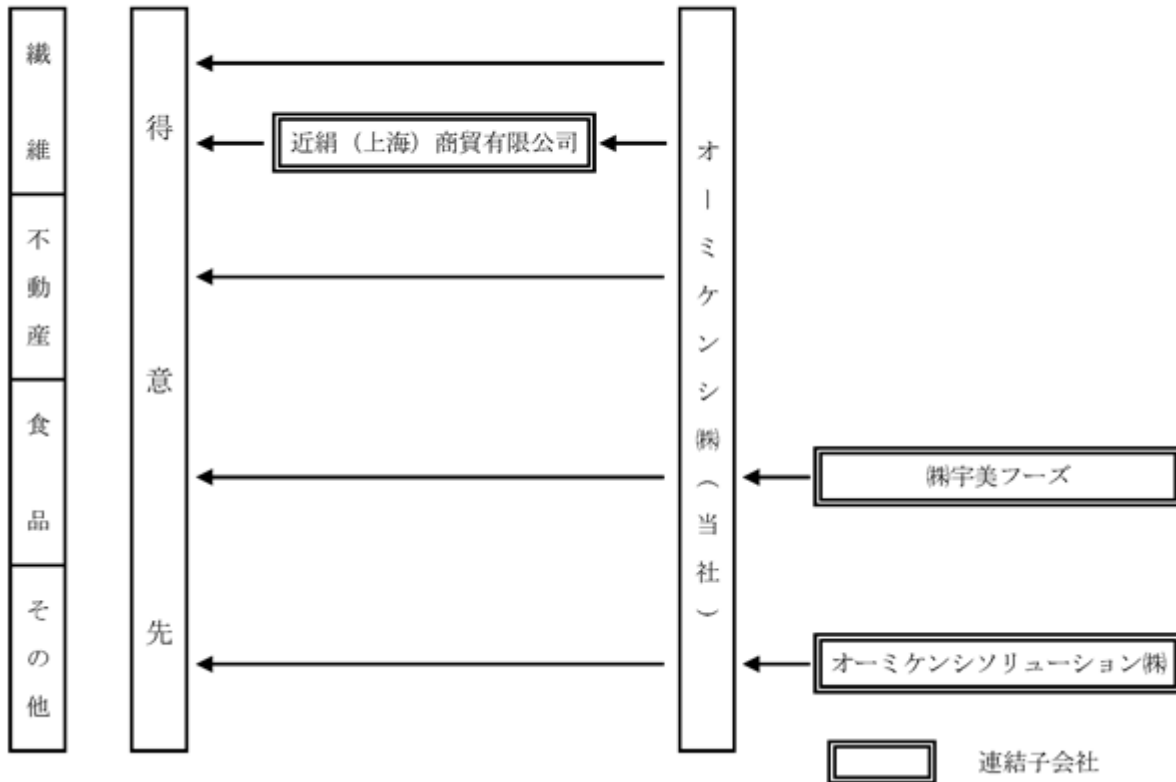 繊維
不動産
食品
その他
得意先
近絹（上海）商貿有限公司
オーミケンシ㈱（当社）
㈱宇美フーズ
オーミケンシソリューション㈱
連結子会社